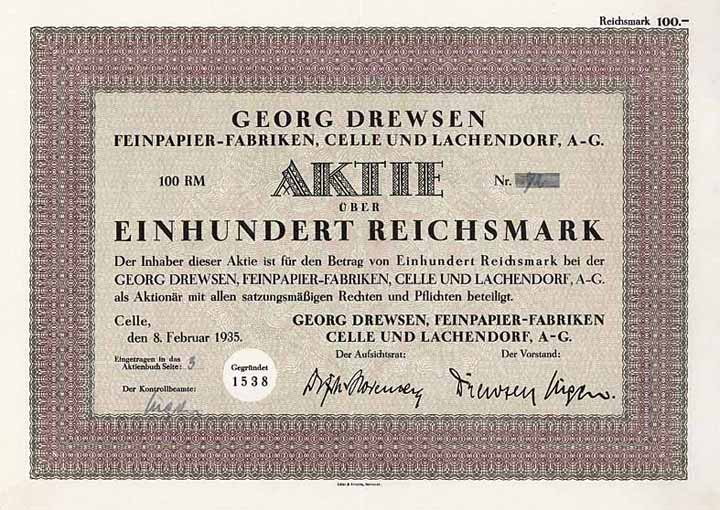 Reichsmark 100.–
GEORG DREWSEN
FEINPAPIER-FABRIKEN, CELLE UND LACHENDORF, A-G.
100 RM AKTIE Nr.
ÜBER
EINHUNDERT REICHSMARK
Der Inhaber dieser Aktie ist für den Betrag von Einhundert Reichsmark bei der
GEORG DREWSEN, FEINPAPIER-FABRIKEN, CELLE UND LACHENDORF, A-G.
als Aktionär mit allen satzungsmäßigen Rechten und Pflichten beteiligt.
Celle,
den 8. Februar 1935.
GEORG DREWSEN, FEINPAPIER-FABRIKEN
CELLE UND LACHENDORF, A-G.
Der Aufsichtsrat: Der Vorstand:
Eingetragen in das
Aktienbuch Seite: 3
Gegründet
1538
Der Kontrollbeamte:
Drewsen